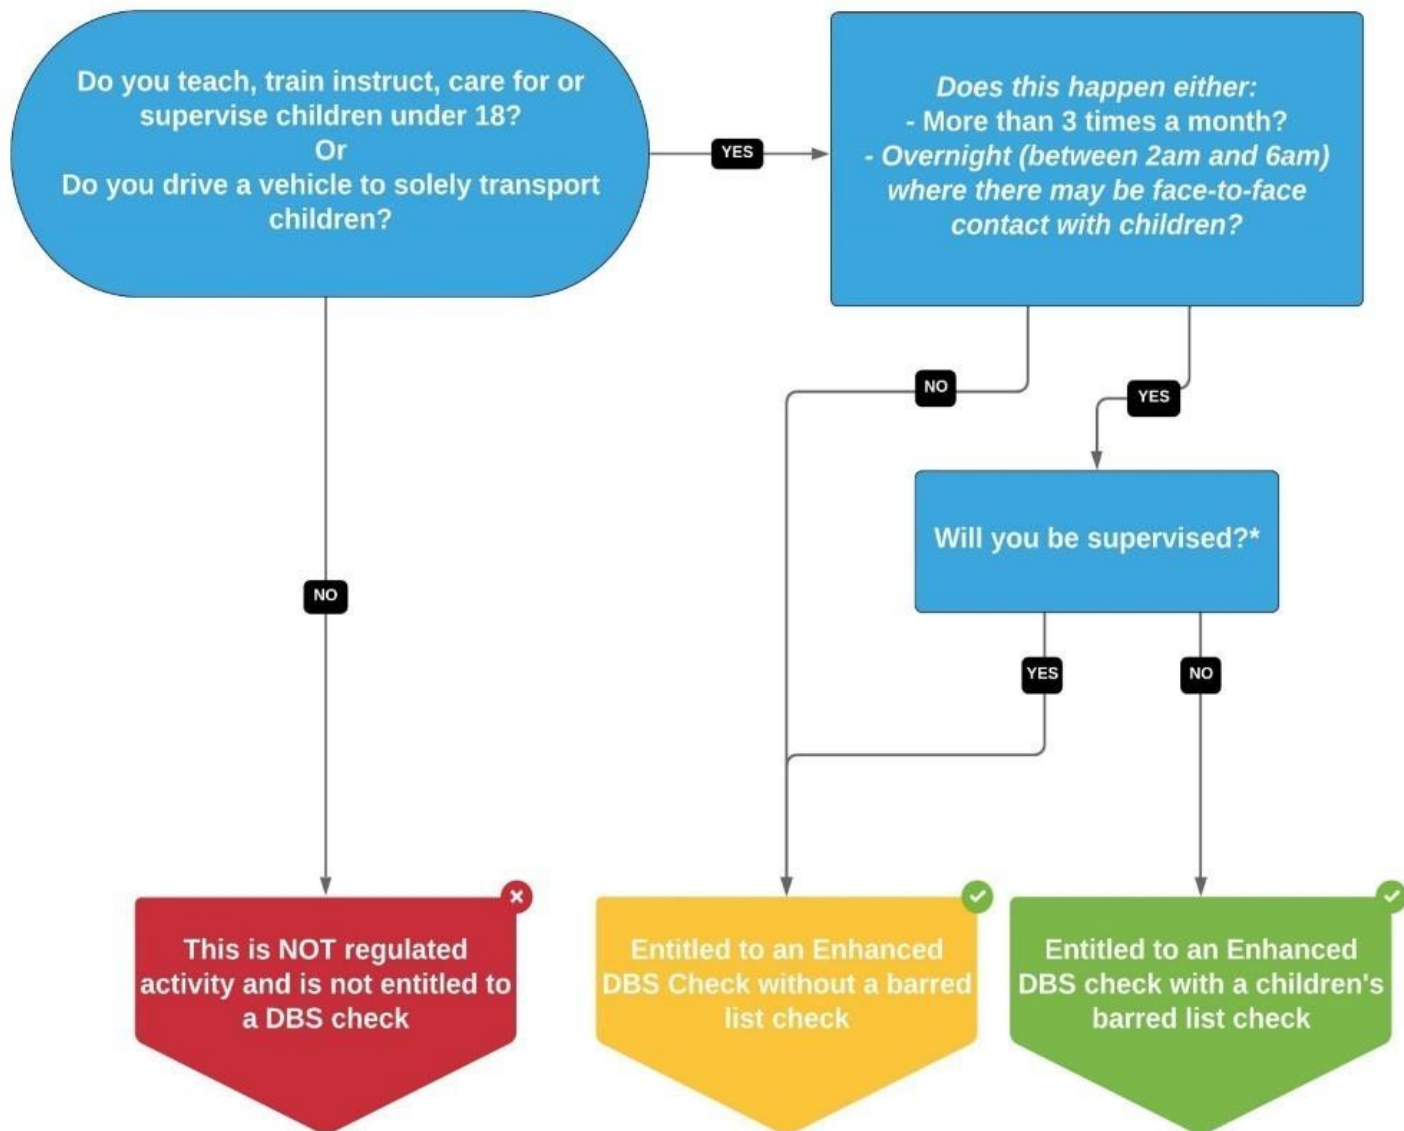 Do you teach, train instruct, care for or
supervise children under 18?
Or
Do you drive a vehicle to solely transport
children?
YES
Does this happen either:
- More than 3 times a month?
- Overnight (between 2am and 6am)
where there may be face-to-face
contact with children?
NO
YES
Will you be supervised?*
NO
YES
NO
This is NOT regulated
activity and is not entitled to
a DBS check
Entitled to an Enhanced
DBS Check without a barred
list check
Entitled to an Enhanced
DBS check with a children's
barred list check